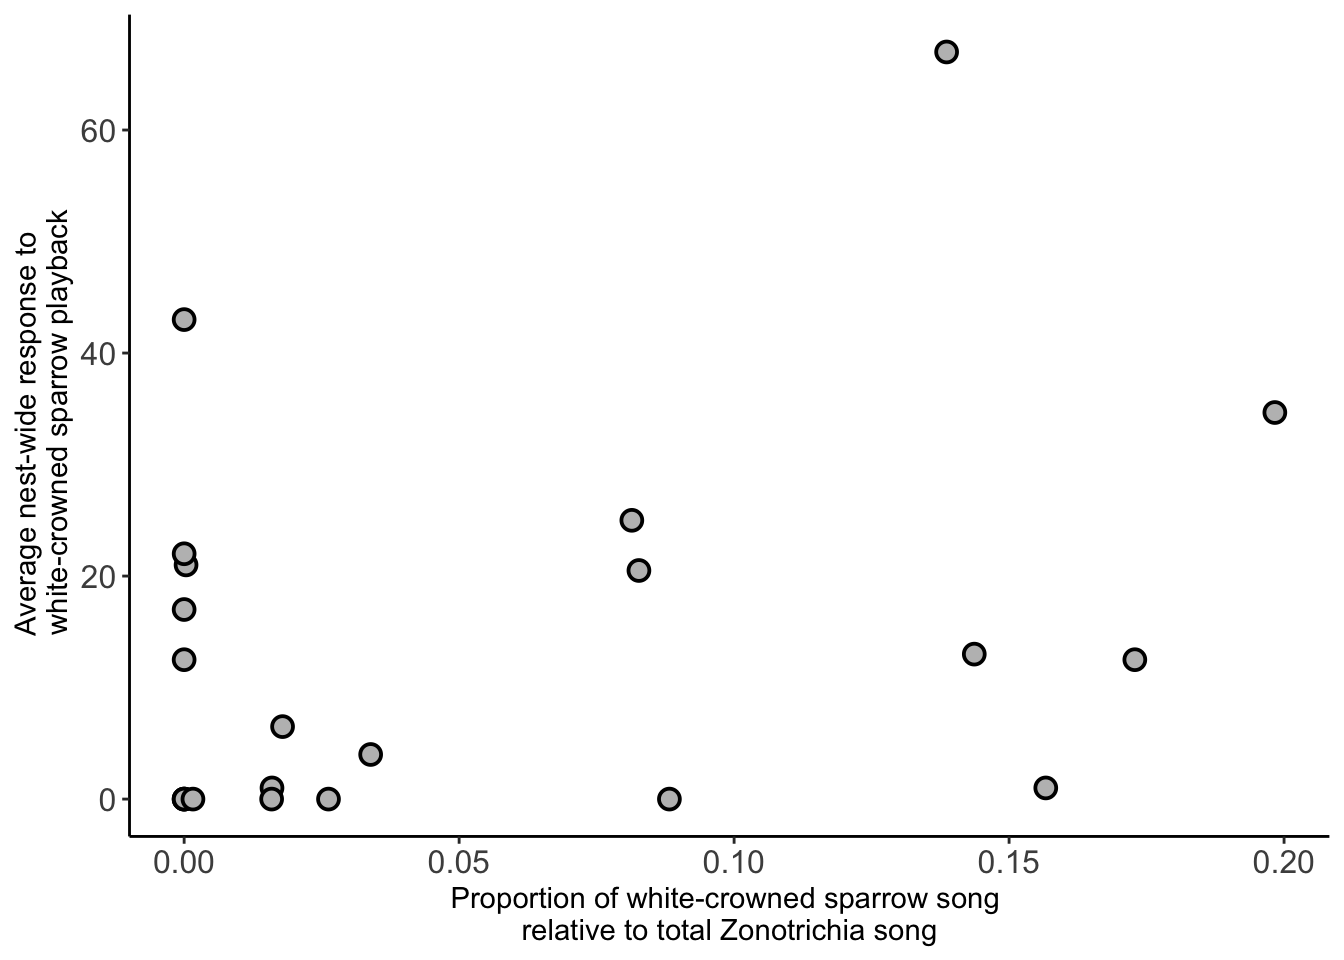 Average nest-wide response to
white-crowned sparrow playback
60
40
20
0
0.00 0.05 0.10 0.15 0.20
Proportion of white-crowned sparrow song
relative to total Zonotrichia song